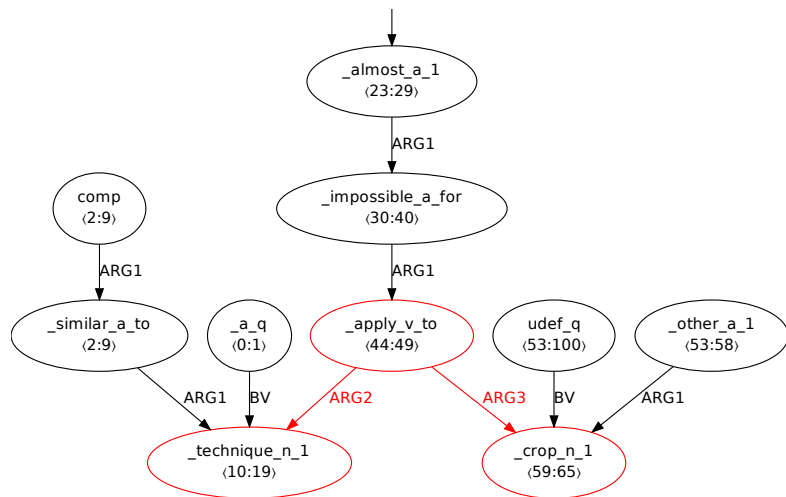 _almost_a_1
⟨23:29⟩
ARG1
_impossible_a_for
⟨30:40⟩
comp
⟨2:9⟩
ARG1
ARG1
_similar_a_to
⟨2:9⟩
_a_q
⟨0:1⟩
_apply_v_to
⟨44:49⟩
udef_q
⟨53:100⟩
_other_a_1
⟨53:58⟩
ARG1
BV
ARG2
ARG3
BV
ARG1
_technique_n_1
⟨10:19⟩
_crop_n_1
⟨59:65⟩